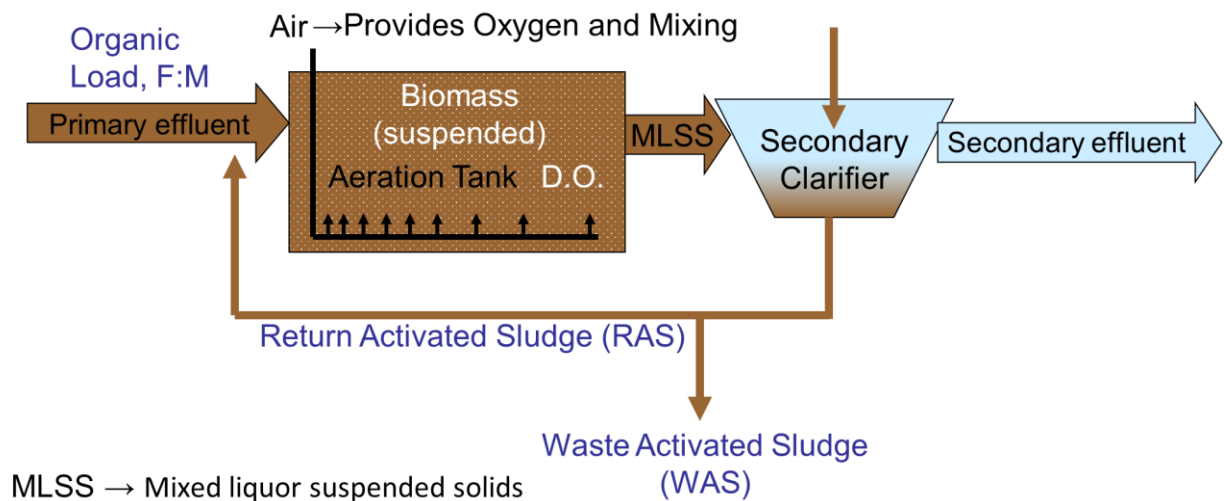 Air →Provides Oxygen and Mixing
Organic
Load, F:M
Primary effluent
Biomass
(suspended)
Aeration Tank D.O.
MLSS
Secondary
Clarifier
Secondary effluent
Return Activated Sludge (RAS)
Waste Activated Sludge
(WAS)
MLSS → Mixed liquor suspended solids